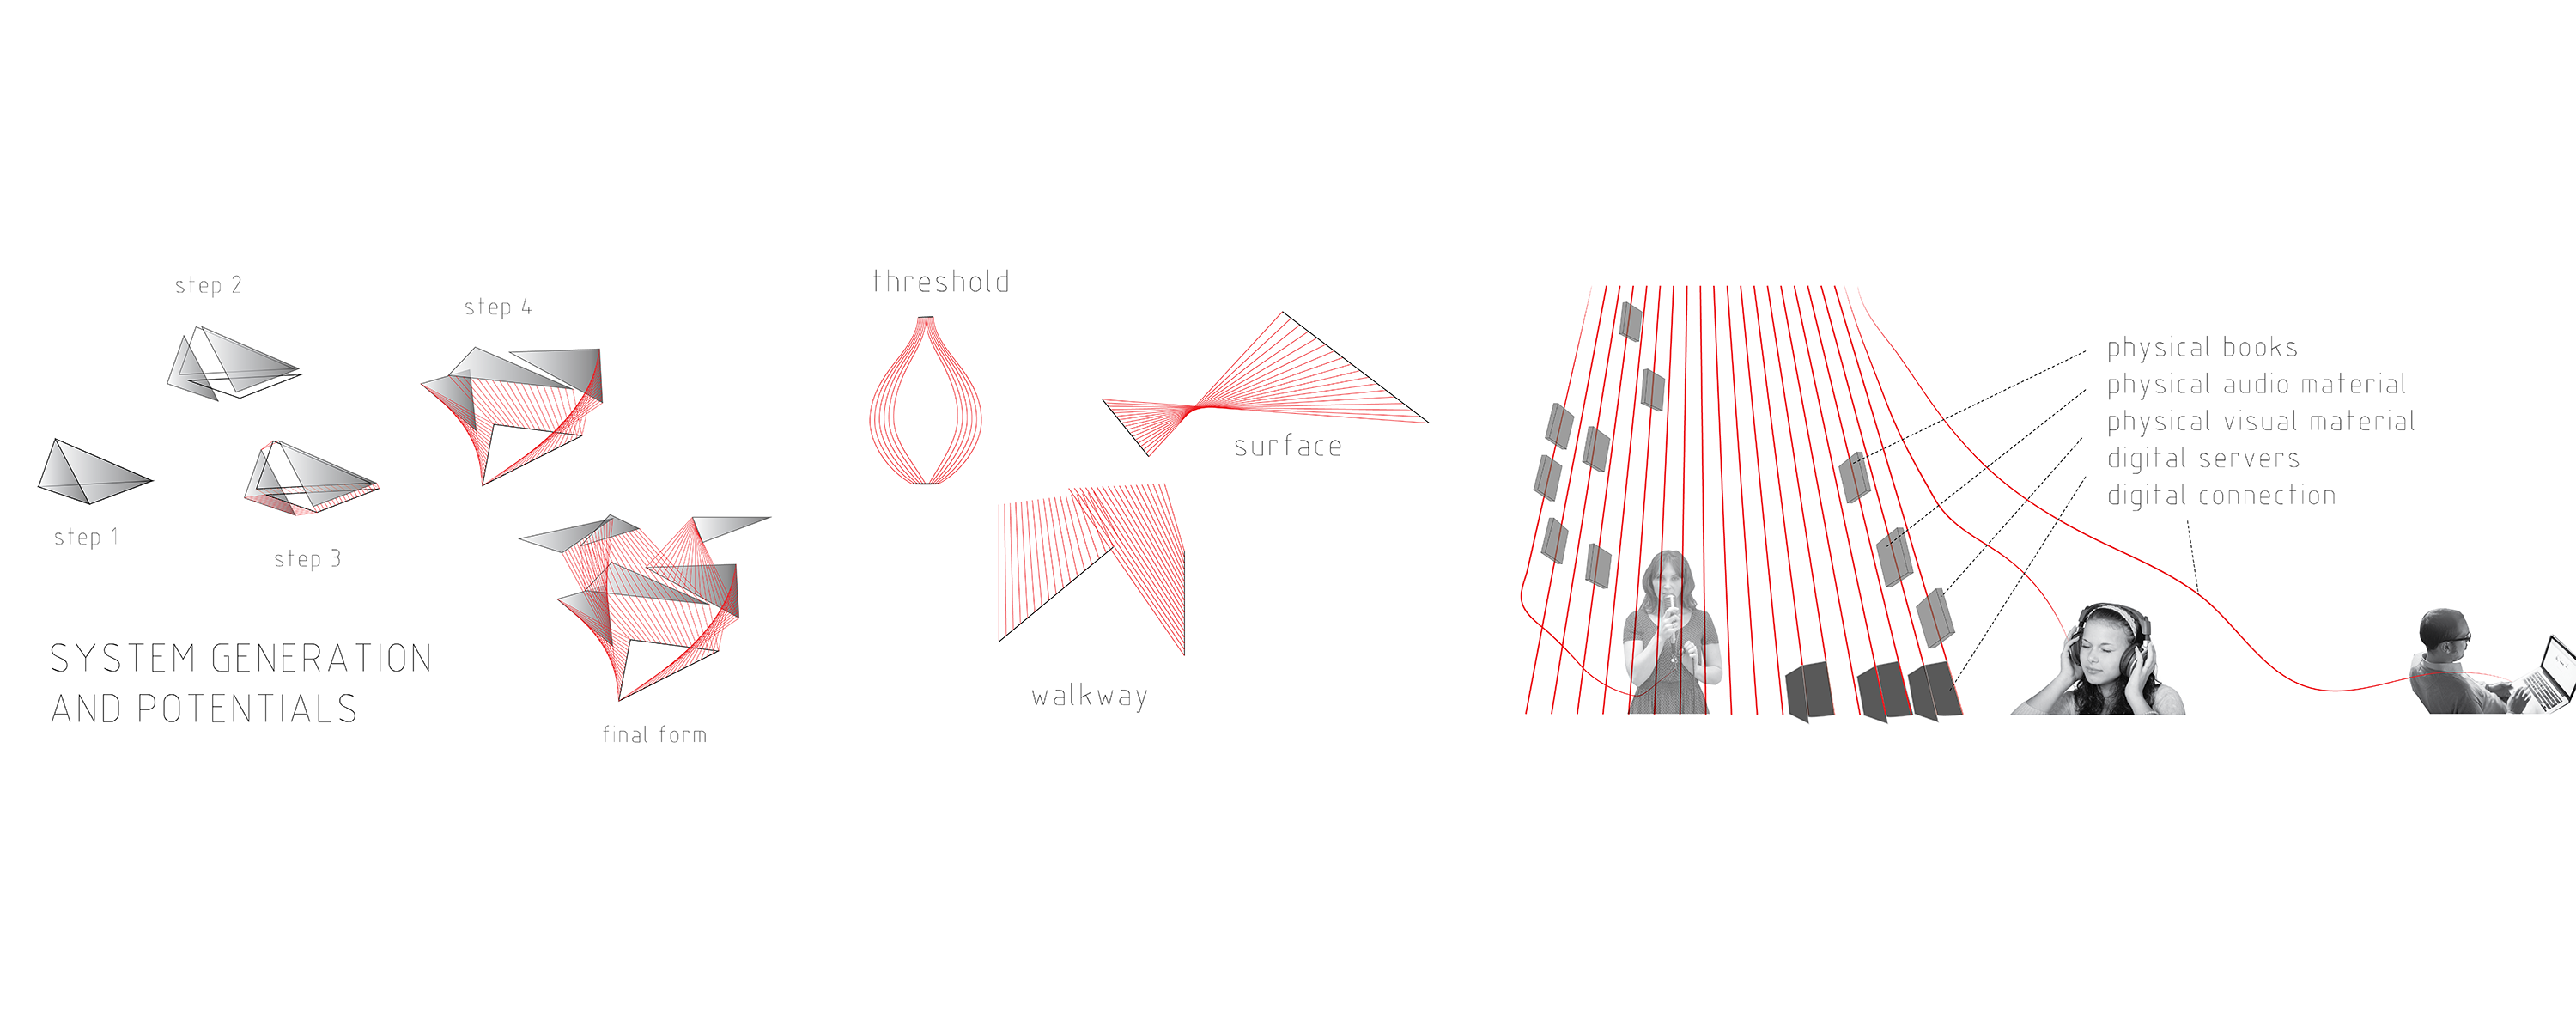 step 2
step 4
step 1
step 3
SYSTEM GENERATION
AND POTENTIALS
final form
threshold
surface
walkway
physical books
physical audio material
physical visual material
digital servers
digital connection